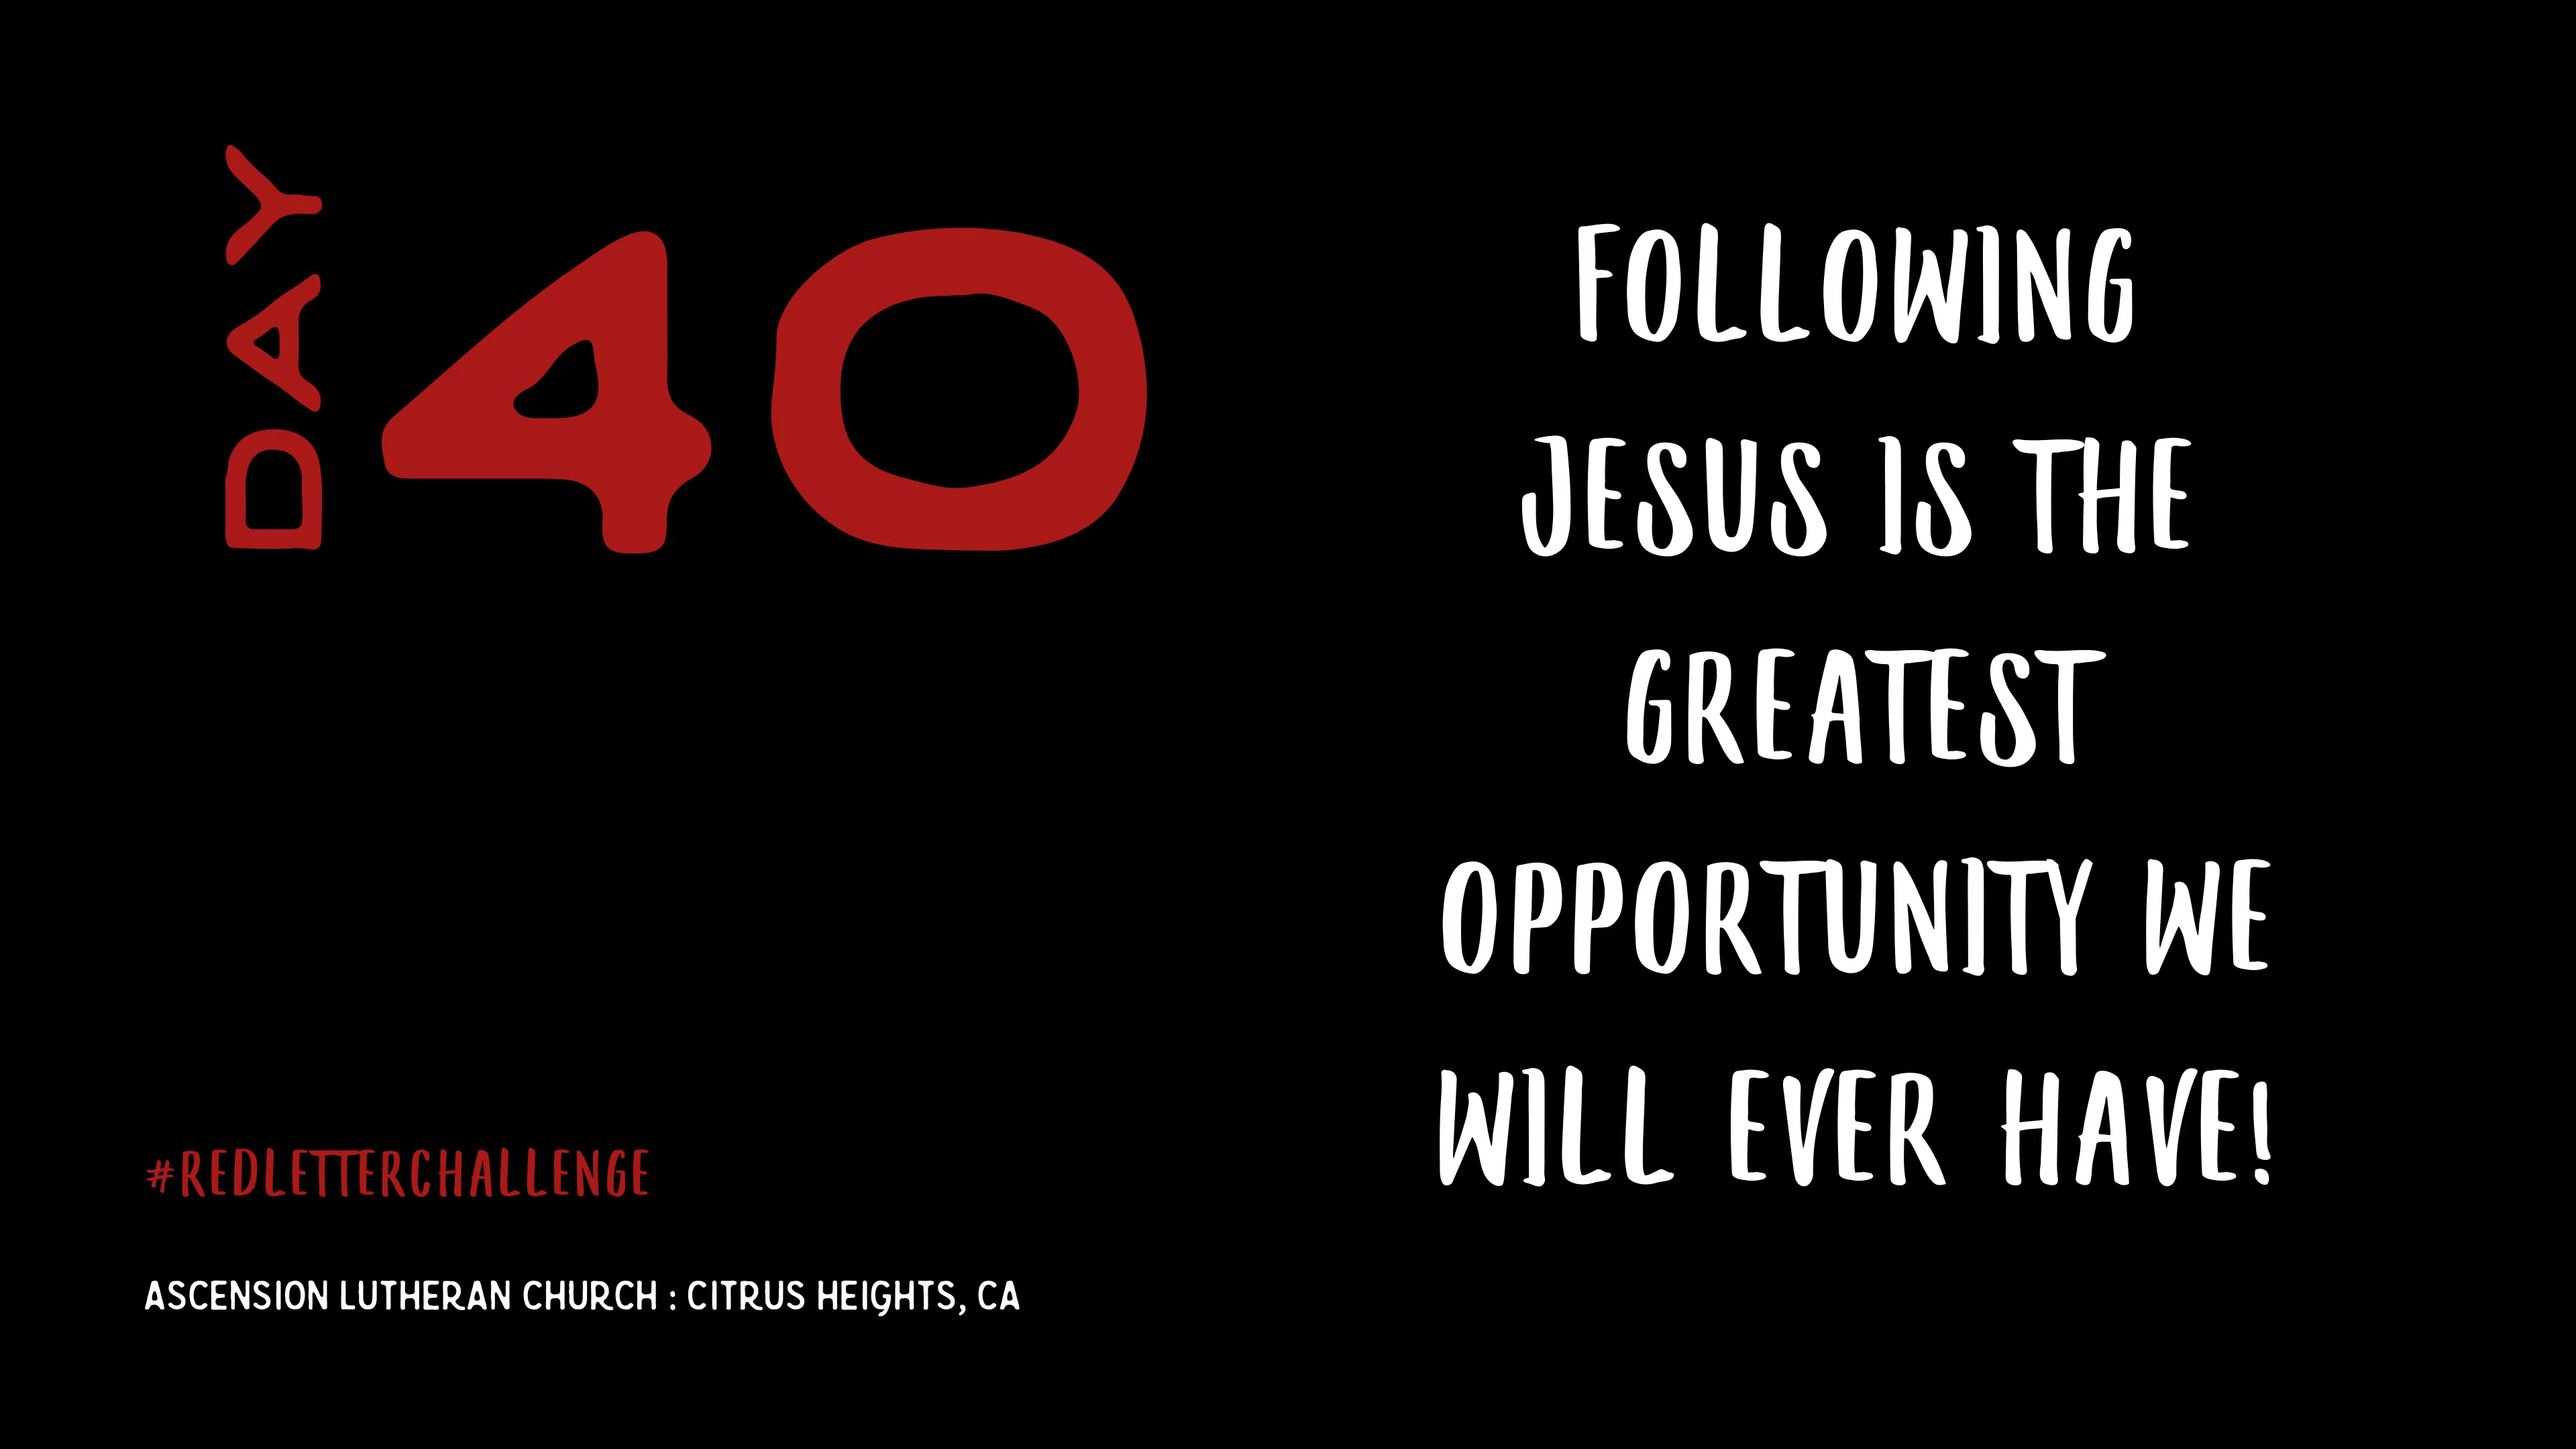 DAY
40
FOLLOWING
JESUS IS THE
GREATEST
OPPORTUNITY WE
WILL EVER HAVE!
#REDLETTERCHALLENGE
ASCENSION LUTHERAN CHURCH : CITRUS HEIGHTS, CA